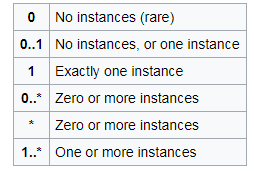 0 No instances (rare)
0..1 No instances, or one instance
1 Exactly one instance
0..* Zero or more instances
* Zero or more instances
1..* One or more instances